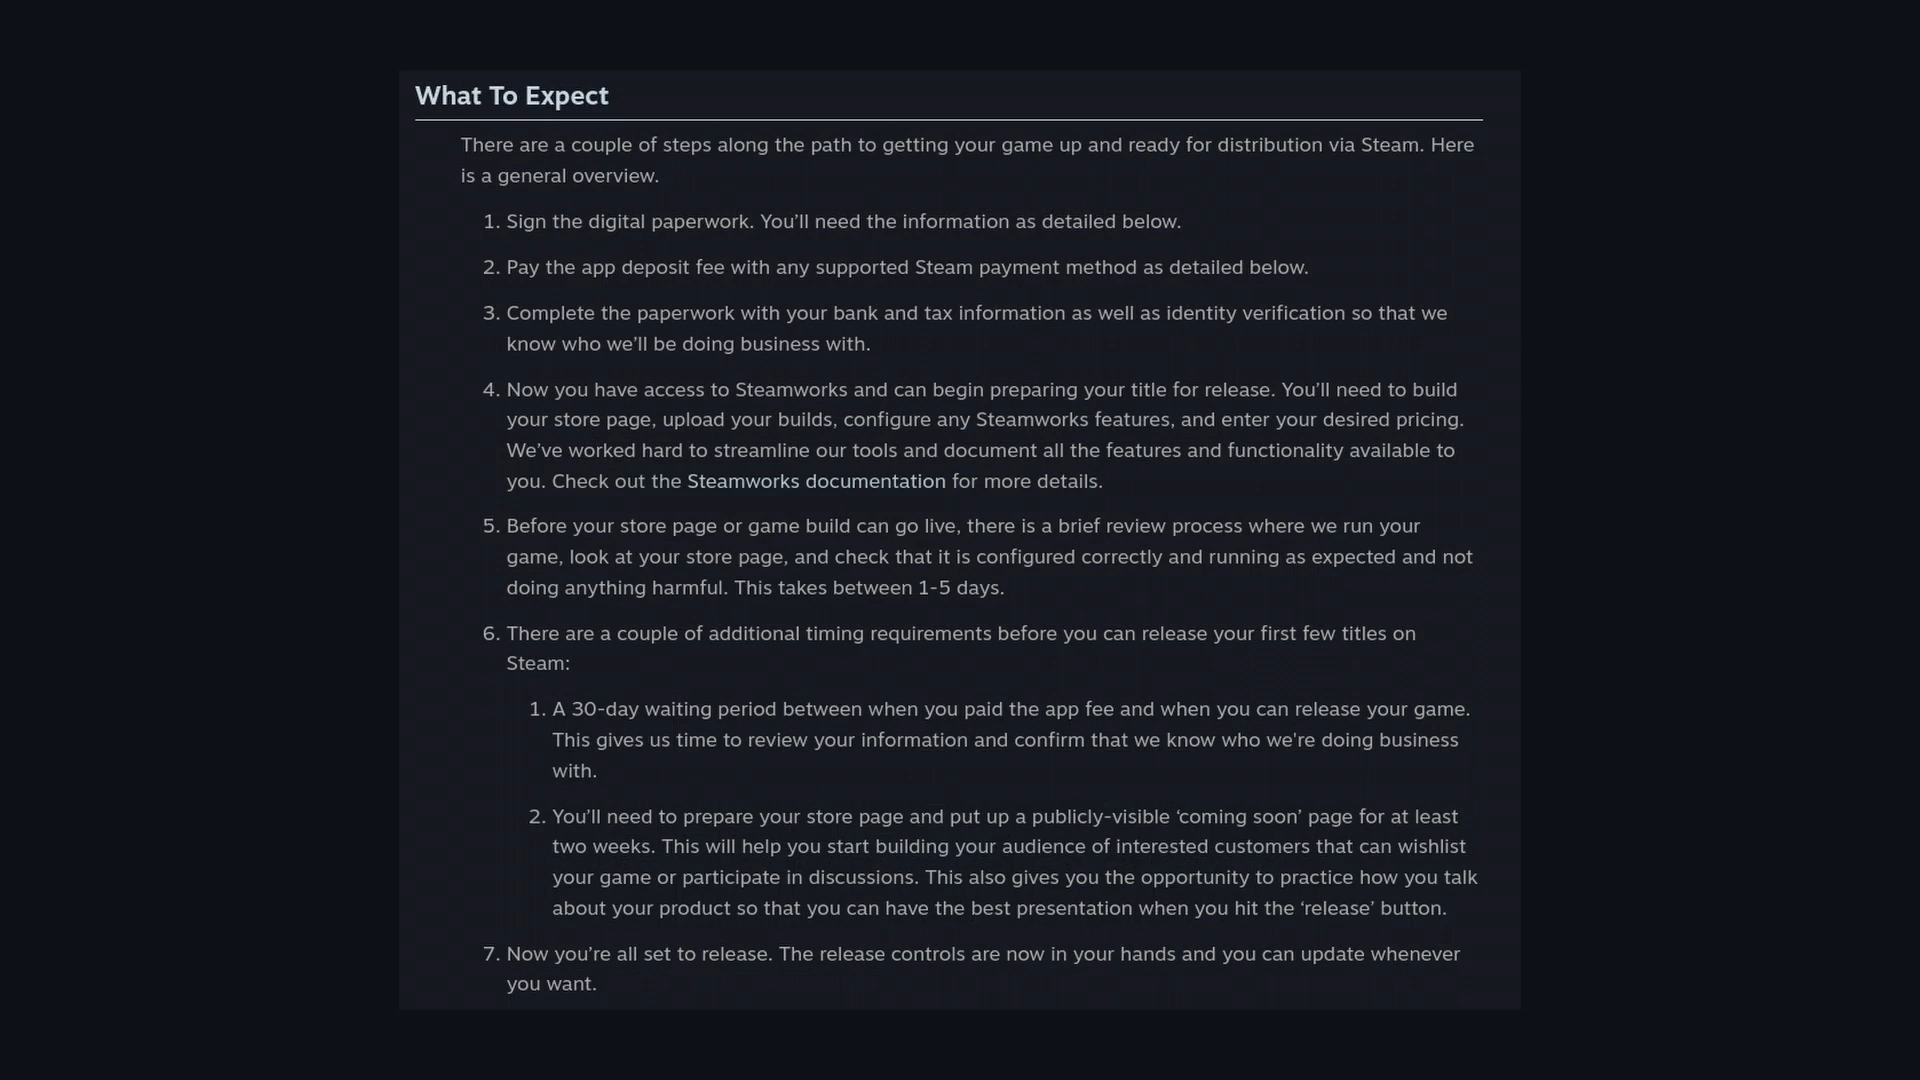 What To Expect
There are a couple of steps along the path to getting your game up and ready for distribution via Steam. Here
is a general overview.
1. Sign the digital paperwork. You’ll need the information as detailed below.
2. Pay the app deposit fee with any supported Steam payment method as detailed below.
3. Complete the paperwork with your bank and tax information as well as identity verification so that we
know who we’ll be doing business with.
4. Now you have access to Steamworks and can begin preparing your title for release. You’ll need to build
your store page, upload your builds, configure any Steamworks features, and enter your desired pricing.
We’ve worked hard to streamline our tools and document all the features and functionality available to
you. Check out the Steamworks documentation for more details.
5. Before your store page or game build can go live, there is a brief review process where we run your
game, look at your store page, and check that it is configured correctly and running as expected and not
doing anything harmful. This takes between 1-5 days.
6. There are a couple of additional timing requirements before you can release your first few titles on
Steam:
1. A 30-day waiting period between when you paid the app fee and when you can release your game.
This gives us time to review your information and confirm that we know who we're doing business
with.
2. You’ll need to prepare your store page and put up a publicly-visible ‘coming soon’ page for at least
two weeks. This will help you start building your audience of interested customers that can wishlist
your game or participate in discussions. This also gives you the opportunity to practice how you talk
about your product so that you can have the best presentation when you hit the ‘release’ button.
7. Now you’re all set to release. The release controls are now in your hands and you can update whenever
you want.